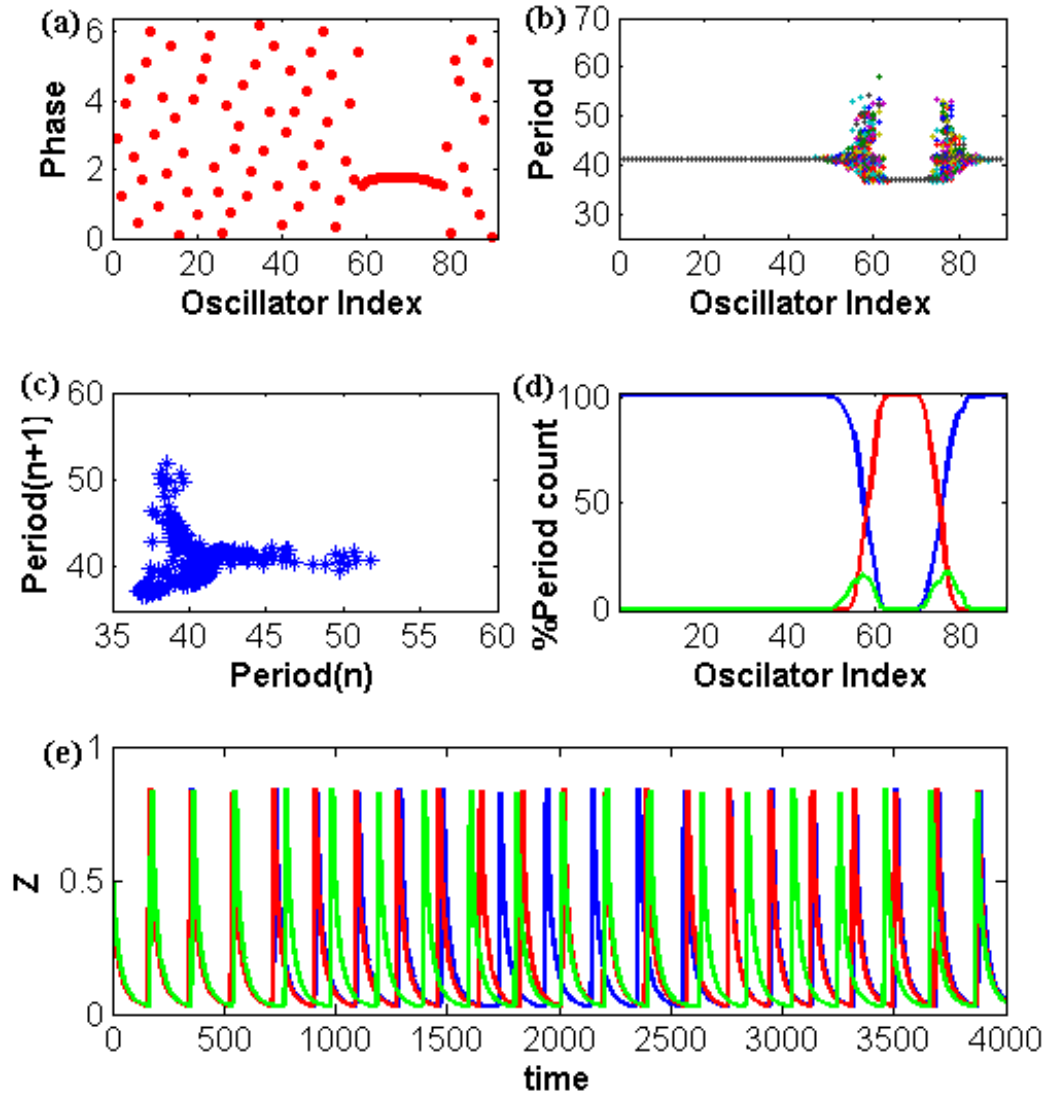 (a)
Phase
6
4
2
0
0 20 40 60 80
Oscillator Index
(b)
Period
70
60
50
40
30
0 20 40 60 80
Oscillator Index
(c)
Period(n+1)
60
50
40
35 40 45 50 55 60
Period(n)
(d)
%Period count
100
50
0
20 40 60 80
Oscilator Index
(e)
Z
1
0.5
0
0 500 1000 1500 2000 2500 3000 3500 4000
time